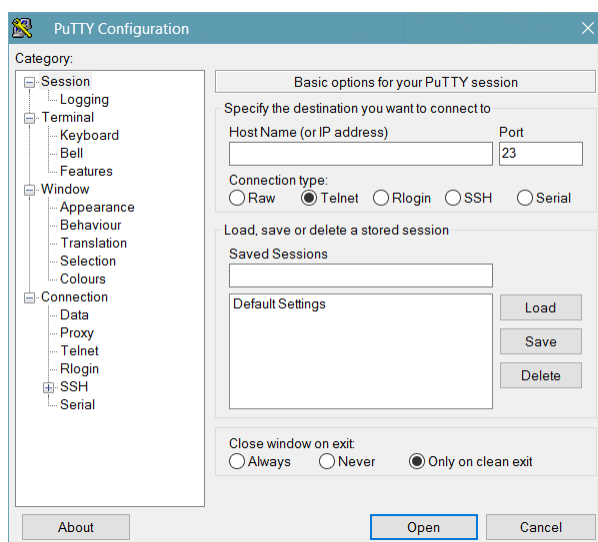 PuTTY Configuration
Category:
Session
Logging
Terminal
Keyboard
Bell
Features
Window
Appearance
Behaviour
Translation
Selection
Colours
Connection
Data
Proxy
Telnet
Rlogin
SSH
Serial
Basic options for your PuTTY session
Specify the destination you want to connect to
Host Name (or IP address) Port
23
Connection type:
Raw Telnet Rlogin SSH Serial
Load, save or delete a stored session
Saved Sessions
Default Settings
Load
Save
Delete
Close window on exit:
Always Never Only on clean exit
About Open Cancel